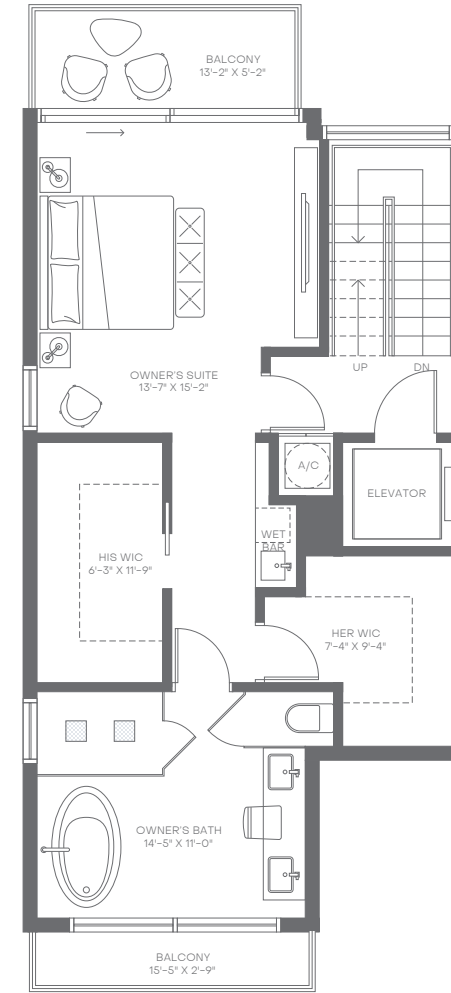 BALCONY
13'-2" X 5'-2"
UP
DN
OWNER'S SUITE
13'-7" X 15'-2"
A/C
ELEVATOR
WET
BAR
HIS WIC
6'-3" X 11'-9"
HER WIC
7'-4" X 9'-4"
OWNER'S BATH
14'-5" X 11'-0"
BALCONY
15'-5" X 2'-9"